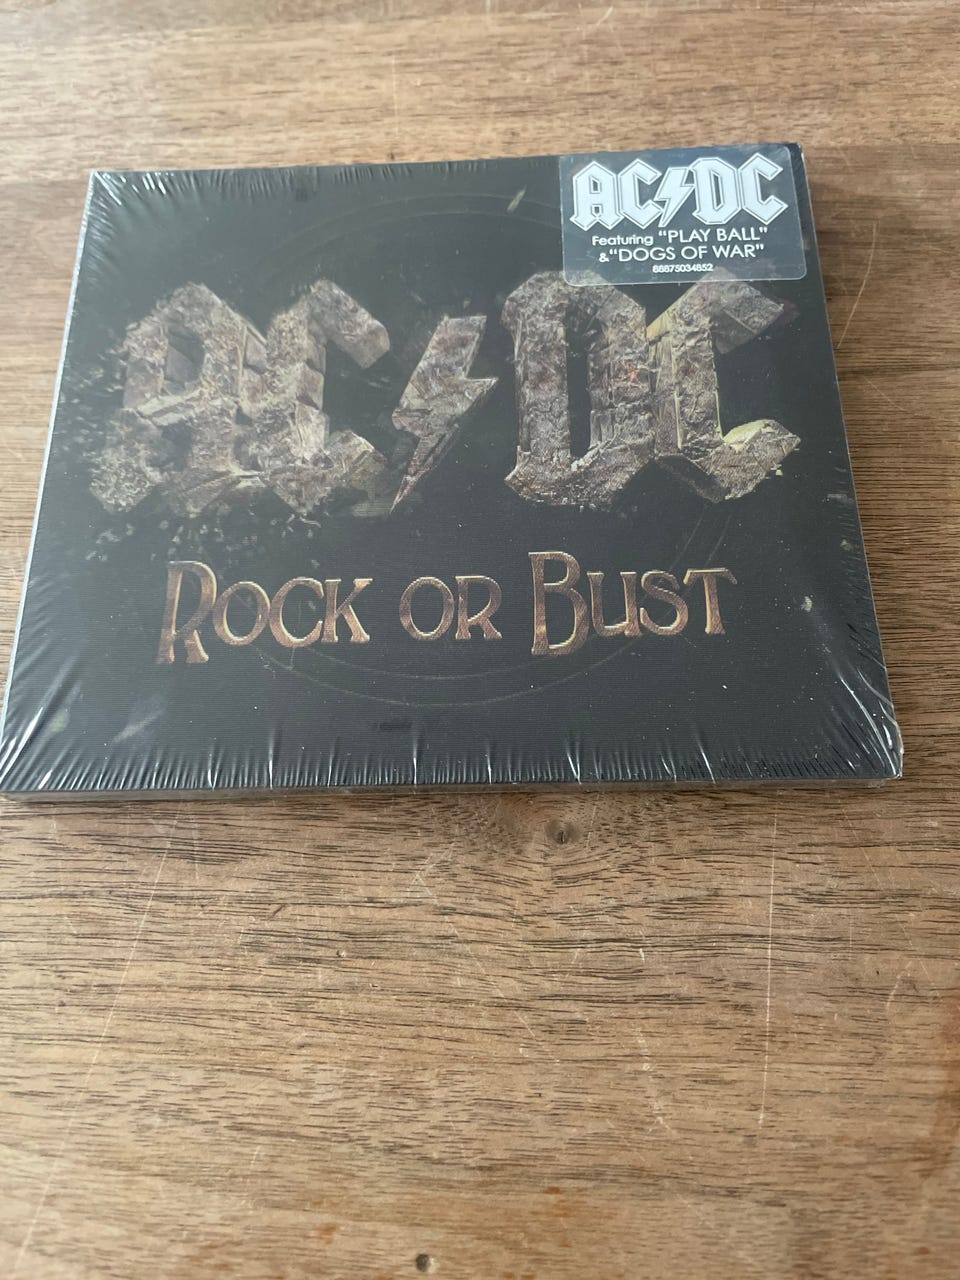 AC⚡DC
Featuring "PLAY BALL"
&"DOGS OF WAR"
88875034852
AC⚡DC
ROCK OR BUST